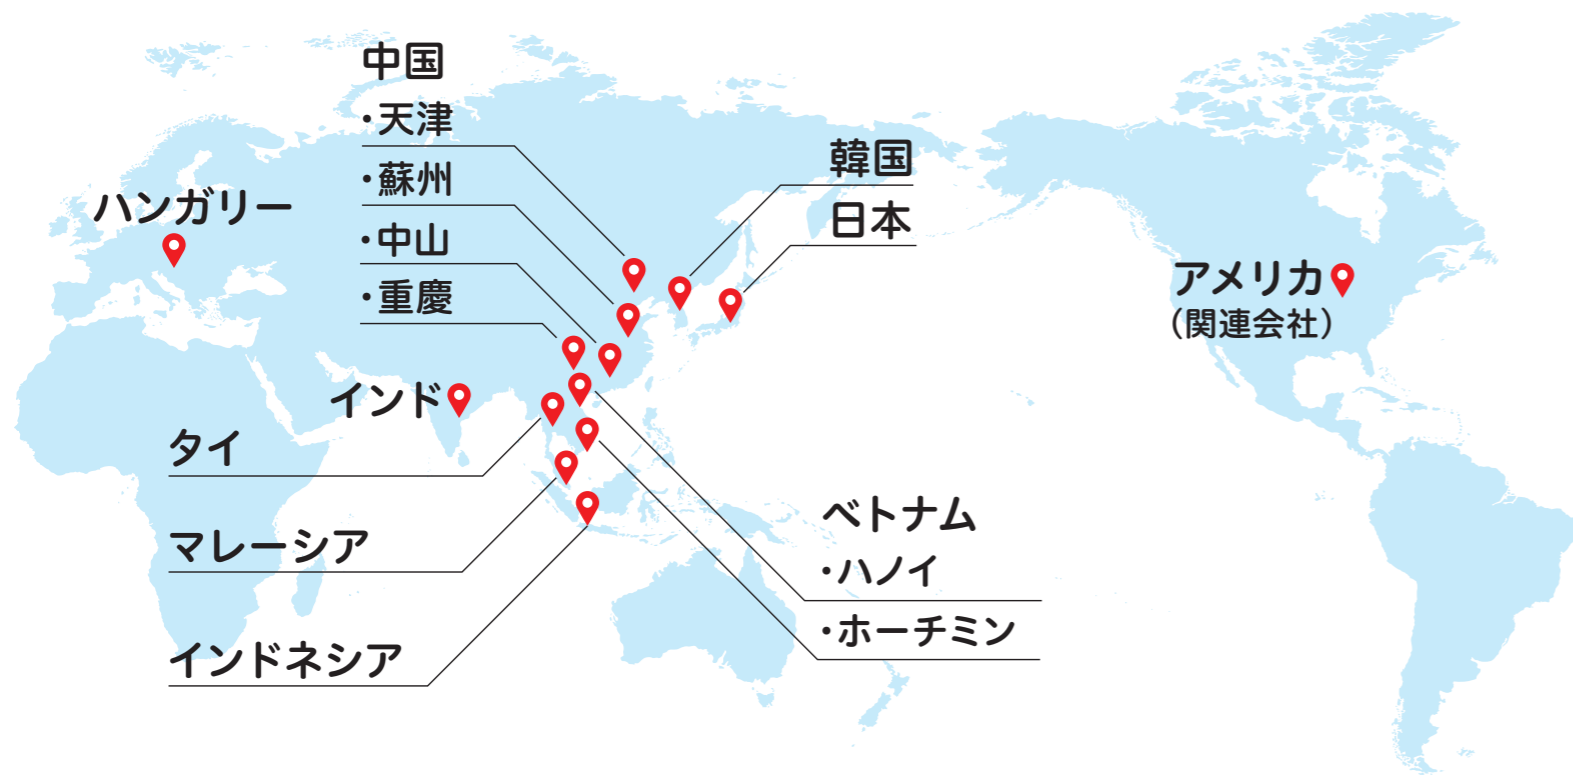 中国
・天津
・蘇州
・中山
・重慶
韓国
日本
ハンガリー
アメリカ
（関連会社）
インド
タイ
マレーシア
インドネシア
ベトナム
・ハノイ
・ホーチミン